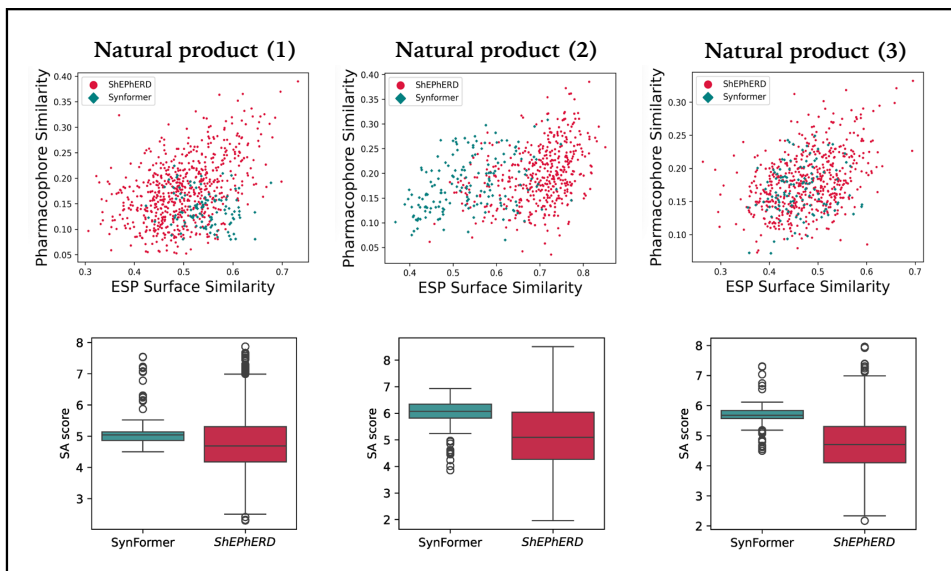 Natural product (1)
Natural product (2)
Natural product (3)
Pharmacophore Similarity
0.40
0.35
0.30
0.25
0.20
0.15
0.10
0.05
ShEPhERD
Synformer
0.3 0.4 0.5 0.6 0.7
ESP Surface Similarity
Pharmacophore Similarity
0.40
0.35
0.30
0.25
0.20
0.15
0.10
0.05
ShEPhERD
Synformer
0.4 0.5 0.6 0.7 0.8
ESP Surface Similarity
Pharmacophore Similarity
0.30
0.25
0.20
0.15
0.10
ShEPhERD
Synformer
0.3 0.4 0.5 0.6 0.7
ESP Surface Similarity
SA score
8
7
6
5
4
3
SynFormer ShEPhERD
SA score
8
7
6
5
4
3
2
SynFormer ShEPhERD
SA score
8
7
6
5
4
3
2
SynFormer ShEPhERD